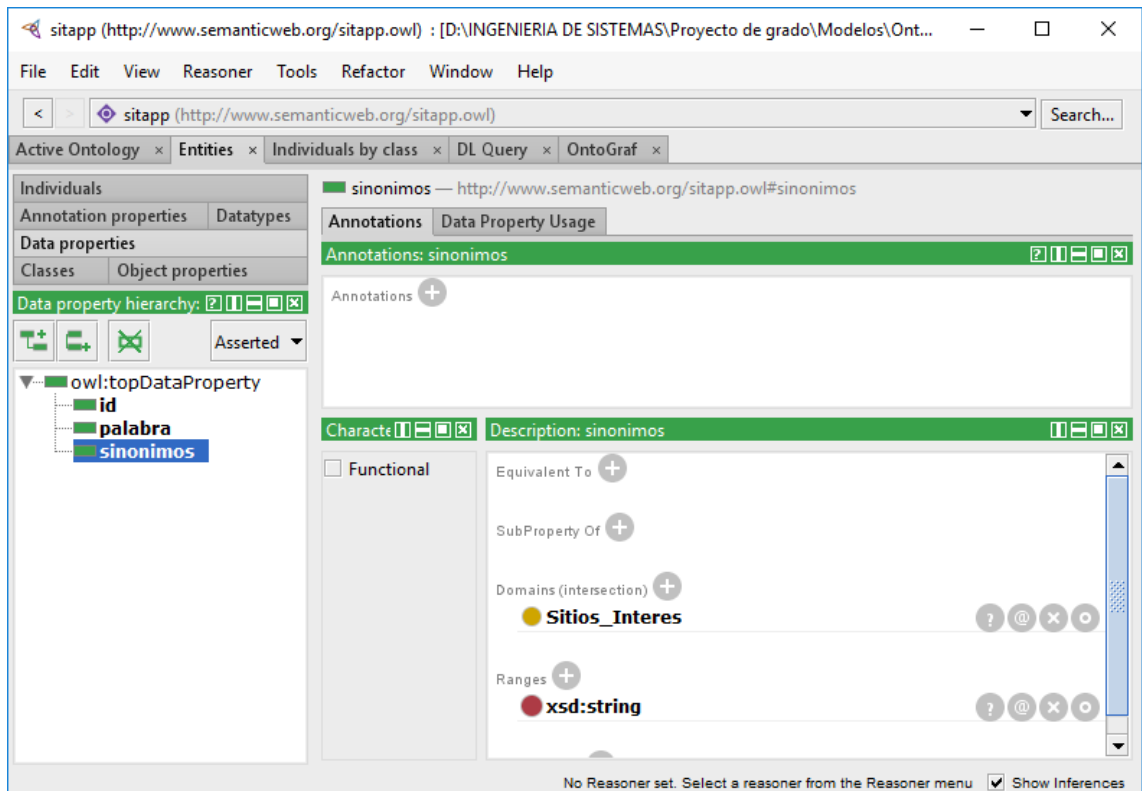 sitapp (http://www.semanticweb.org/sitapp.owl) : [D:\INGENIERIA DE SISTEMAS\Proyecto de grado\Modelos\Ont...
File Edit View Reasoner Tools Refactor Window Help
< > sitapp (http://www.semanticweb.org/sitapp.owl) Search...
Active Ontology × Entities × Individuals by class × DL Query × OntoGraf ×
Individuals
Annotation properties Datatypes
Data properties
Classes Object properties
Data property hierarchy:
Asserted
owl:topDataProperty
id
palabra
sinonimos
sinonimos — http://www.semanticweb.org/sitapp.owl#sinonimos
Annotations Data Property Usage
Annotations: sinonimos
Annotations
Characte
Functional
Description: sinonimos
Equivalent To
SubProperty Of
Domains (intersection)
Sitios_Interes
Ranges
xsd:string
No Reasoner set. Select a reasoner from the Reasoner menu Show Inferences